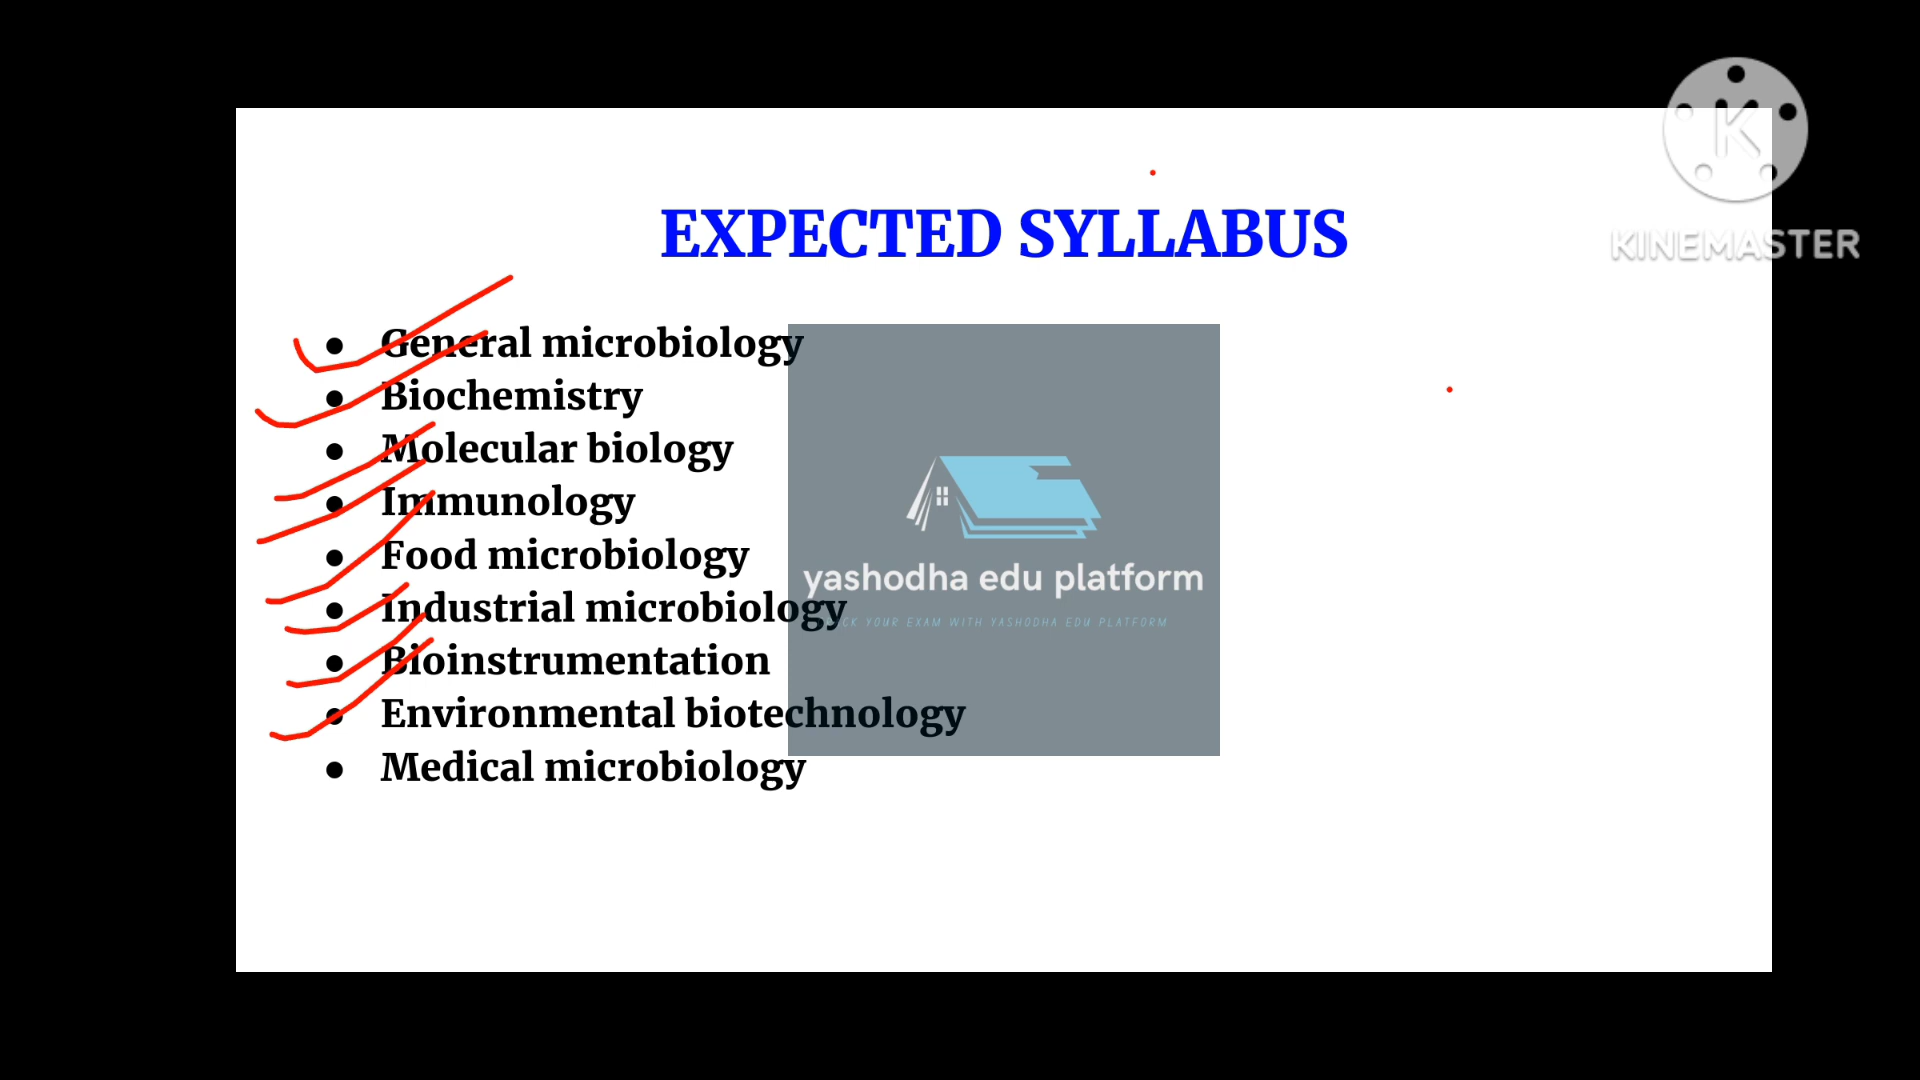 KINEMASTER
EXPECTED SYLLABUS
● General microbiology
● Biochemistry
● Molecular biology
● Immunology
● Food microbiology
● Industrial microbiology
● Bioinstrumentation
● Environmental biotechnology
● Medical microbiology
yashodha edu platform
YOUR EXAM WITH YASHODHA EDU PLATFORM